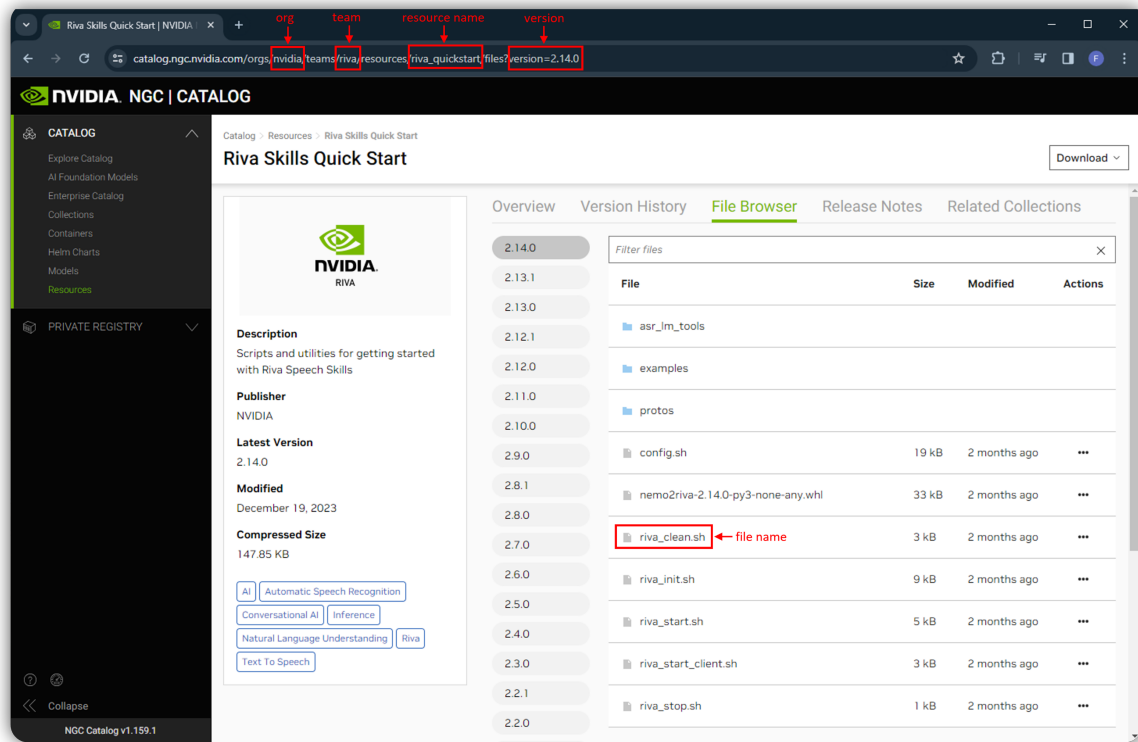 org
team
resource name
version
Riva Skills Quick Start | NVIDIA
catalog.ngc.nvidia.com/orgs/nvidia/teams/riva/resources/riva_quickstart/files?version=2.14.0
F
NVIDIA. NGC | CATALOG
CATALOG
Explore Catalog
AI Foundation Models
Enterprise Catalog
Collections
Containers
Helm Charts
Models
Resources
PRIVATE REGISTRY
Collapse
NGC Catalog v1.159.1
Catalog > Resources > Riva Skills Quick Start
Riva Skills Quick Start
Download
NVIDIA.
RIVA
Description
Scripts and utilities for getting started
with Riva Speech Skills
Publisher
NVIDIA
Latest Version
2.14.0
Modified
December 19, 2023
Compressed Size
147.85 KB
AI Automatic Speech Recognition
Conversational AI Inference
Natural Language Understanding Riva
Text To Speech
Overview Version History File Browser Release Notes Related Collections
2.14.0
2.13.1
2.13.0
2.12.1
2.12.0
2.11.0
2.10.0
2.9.0
2.8.1
2.8.0
2.7.0
2.6.0
2.5.0
2.4.0
2.3.0
2.2.1
2.2.0
Filter files
File Size Modified Actions
asr_lm_tools
examples
protos
config.sh 19 kB 2 months ago •••
nemo2riva-2.14.0-py3-none-any.whl 33 kB 2 months ago •••
riva_clean.sh file name 3 kB 2 months ago •••
riva_init.sh 9 kB 2 months ago •••
riva_start.sh 5 kB 2 months ago •••
riva_start_client.sh 3 kB 2 months ago •••
riva_stop.sh 1 kB 2 months ago •••